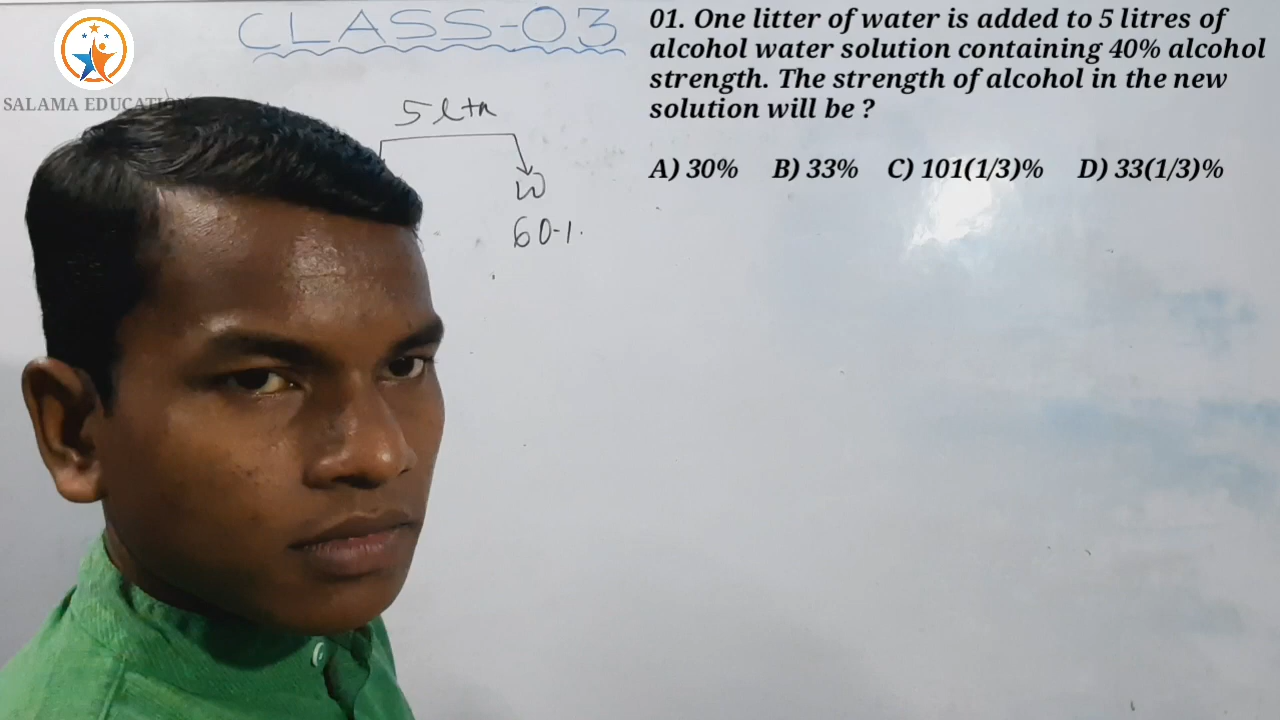 CLASS-03
SALAMA EDUCATION
5 ltr
W
60%
01. One litter of water is added to 5 litres of
alcohol water solution containing 40% alcohol
strength. The strength of alcohol in the new
solution will be ?
A) 30% B) 33% C) 101(1/3)% D) 33(1/3)%